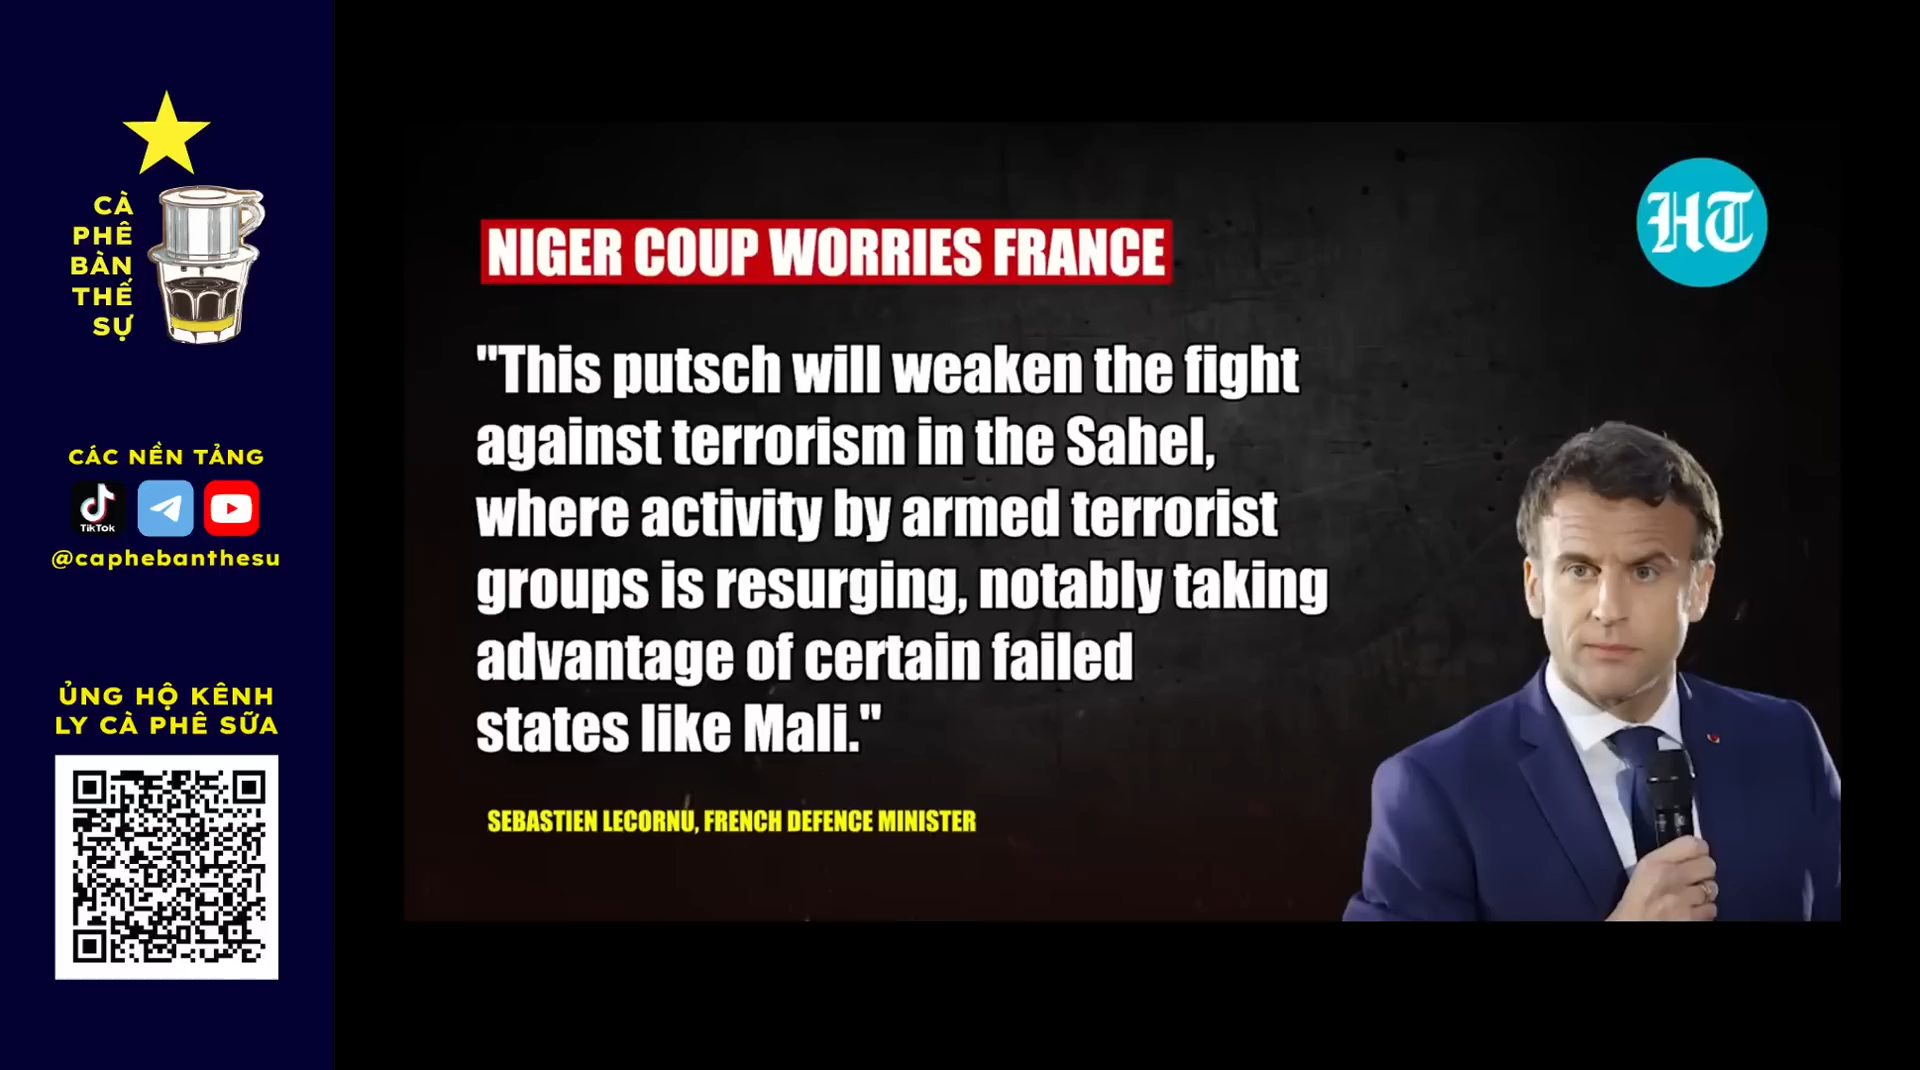 CÀ
PHÊ
BÀN
THẾ
SỰ
CÁC NỀN TẢNG
TikTok
@caphebanthesu
ỦNG HỘ KÊNH
LY CÀ PHÊ SỮA
HT
NIGER COUP WORRIES FRANCE
"This putsch will weaken the fight
against terrorism in the Sahel,
where activity by armed terrorist
groups is resurging, notably taking
advantage of certain failed
states like Mali."
SEBASTIEN LECORNU, FRENCH DEFENCE MINISTER